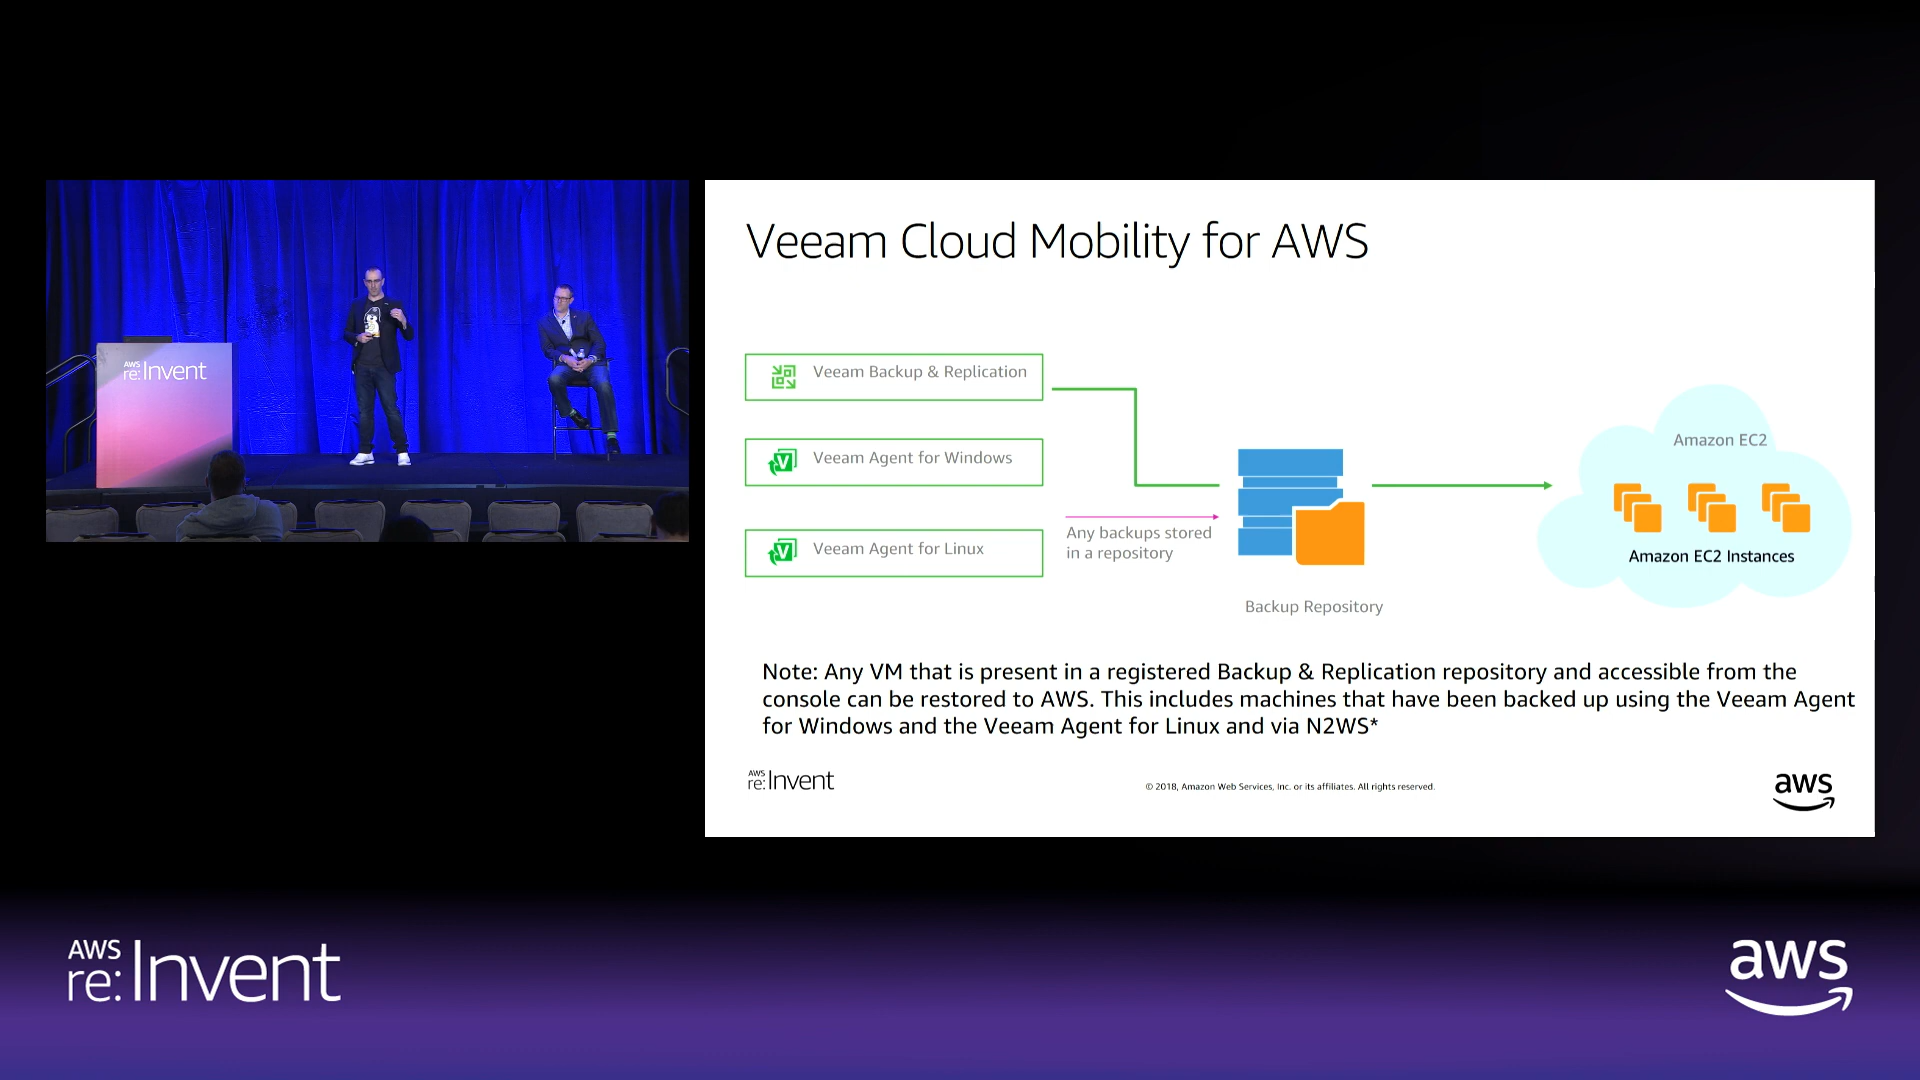 AWS
re:Invent
Veeam Cloud Mobility for AWS
Veeam Backup & Replication
Veeam Agent for Windows
Veeam Agent for Linux
Any backups stored
in a repository
Backup Repository
Amazon EC2
Amazon EC2 Instances
Note: Any VM that is present in a registered Backup & Replication repository and accessible from the
console can be restored to AWS. This includes machines that have been backed up using the Veeam Agent
for Windows and the Veeam Agent for Linux and via N2WS*
AWS
re:Invent
© 2018, Amazon Web Services, Inc. or its affiliates. All rights reserved.
aws
AWS
re:Invent
aws